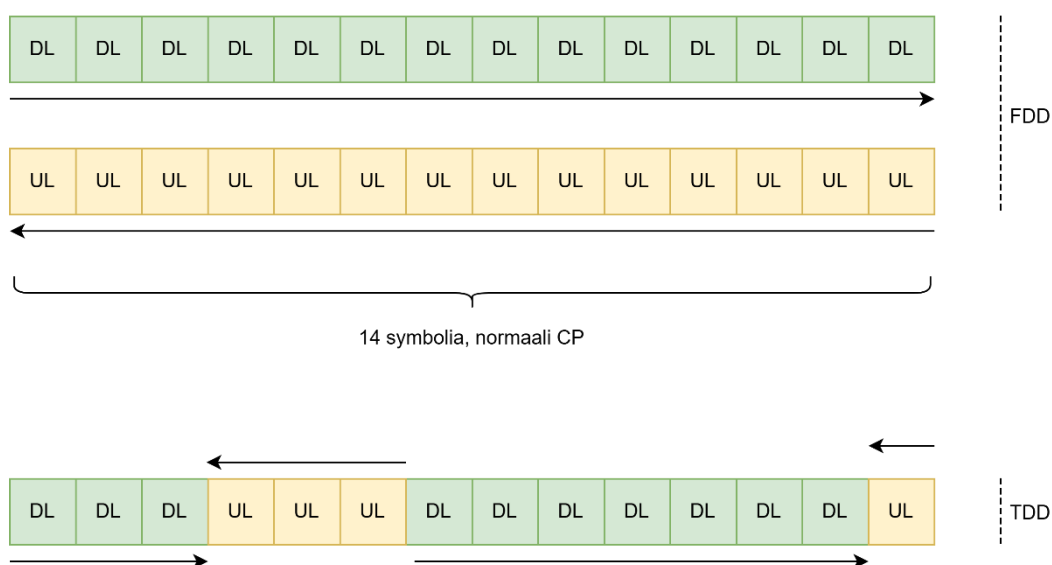 DL DL DL DL DL DL DL DL DL DL DL DL DL DL
FDD
UL UL UL UL UL UL UL UL UL UL UL UL UL UL
14 symbolia, normaali CP
DL DL DL UL UL UL DL DL DL DL DL DL DL UL
TDD